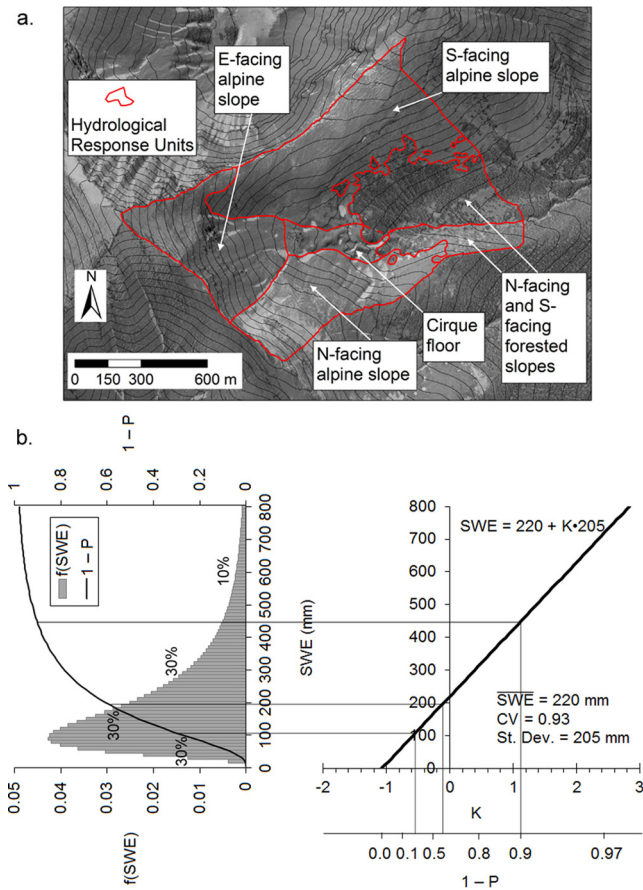 a.
E-facing
alpine
slope
S-facing
alpine slope
Hydrological
Response Units
N
0 150 300 600 m
N-facing
alpine slope
Cirque
floor
N-facing
and S-
facing
forested
slopes
b.
1 – P
1 0.8 0.6 0.4 0.2 0
f(SWE)
1 – P
10%
30%
30%
30%
0 100 200 300 400 500 600 700 800
0.05 0.04 0.03 0.02 0.01 0
f(SWE)
SWE (mm)
800
700
600
500
400
300
200
100
0
SWE = 220 + K•205
SWE = 220 mm
CV = 0.93
St. Dev. = 205 mm
-2 -1 0 1 2 3
K
0.0 0.1 0.5 0.8 0.9 0.97
1 – P